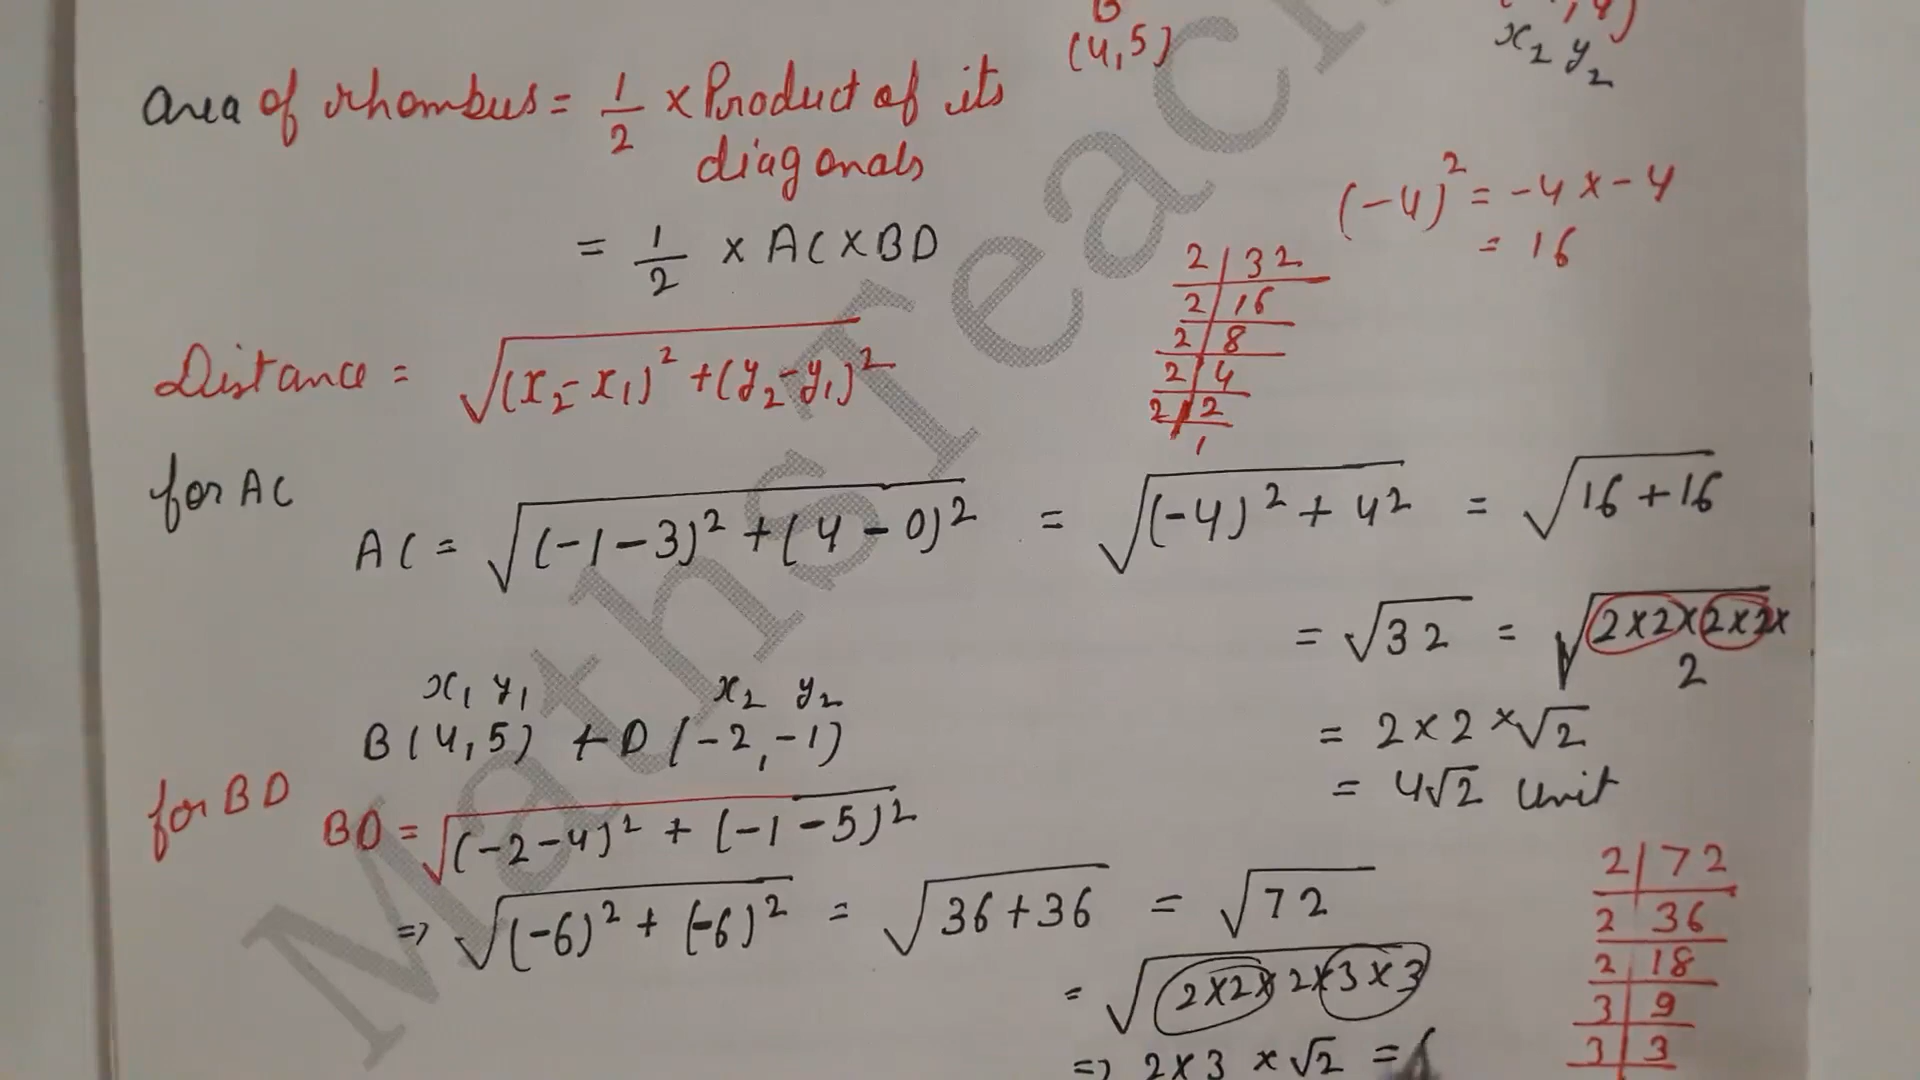 B
(4,5)
,4)
x₂ y₂
Area of rhombus = 1/2 × Product of its
diagonals
= 1/2 × AC × BD
(-4)² = -4 × -4
= 16
2 | 32
2 | 16
2 | 8
2 | 4
2 | 2
1
Distance = √((x₂-x₁)² + (y₂-y₁)²)
for AC
AC = √((-1-3)² + (4-0)²) = √((-4)² + 4²) = √(16+16)
= √32 = √(2×2×2×2×
2
= 2 × 2 × √2
= 4√2 Unit
x₁ y₁ x₂ y₂
B(4,5) + D(-2,-1)
for BD
BD = √((-2-4)² + (-1-5)²)
=> √((-6)² + (-6)²) = √(36+36) = √72
= √(2×2×2×3×3)
=> 2×3 × √2 =
2 | 72
2 | 36
2 | 18
3 | 9
3 | 3
Maths Teach